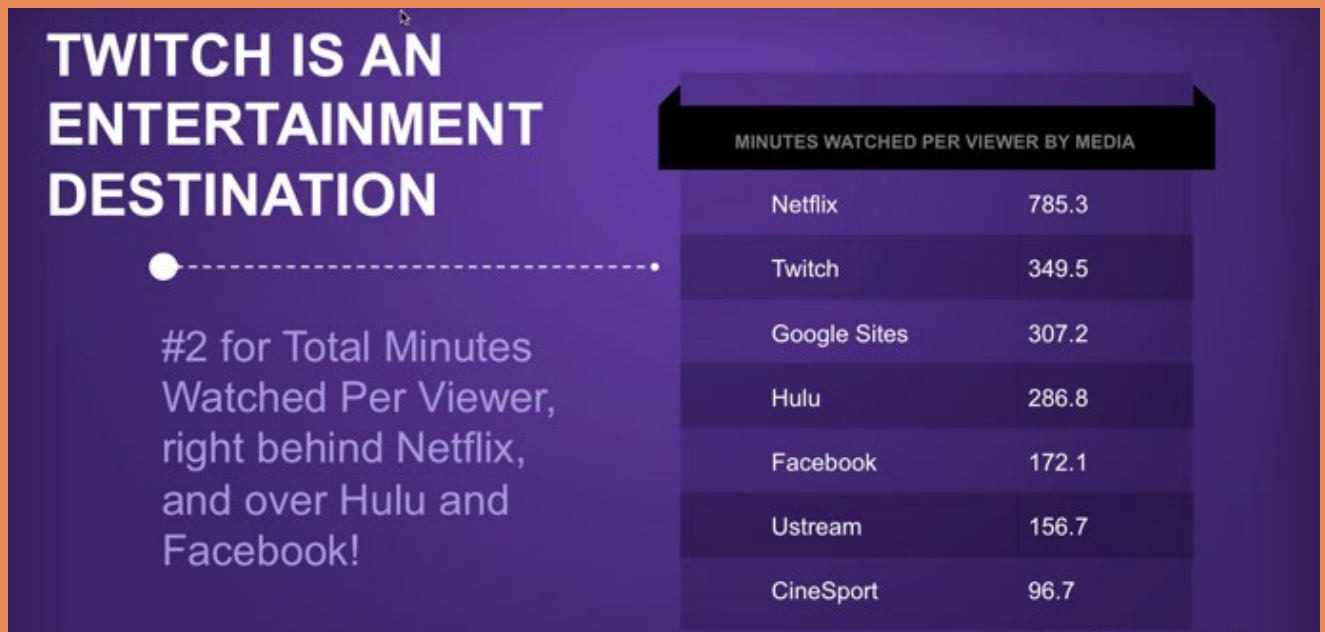 TWITCH IS AN
ENTERTAINMENT
DESTINATION
#2 for Total Minutes
Watched Per Viewer,
right behind Netflix,
and over Hulu and
Facebook!
MINUTES WATCHED PER VIEWER BY MEDIA
Netflix 785.3
Twitch 349.5
Google Sites 307.2
Hulu 286.8
Facebook 172.1
Ustream 156.7
CineSport 96.7